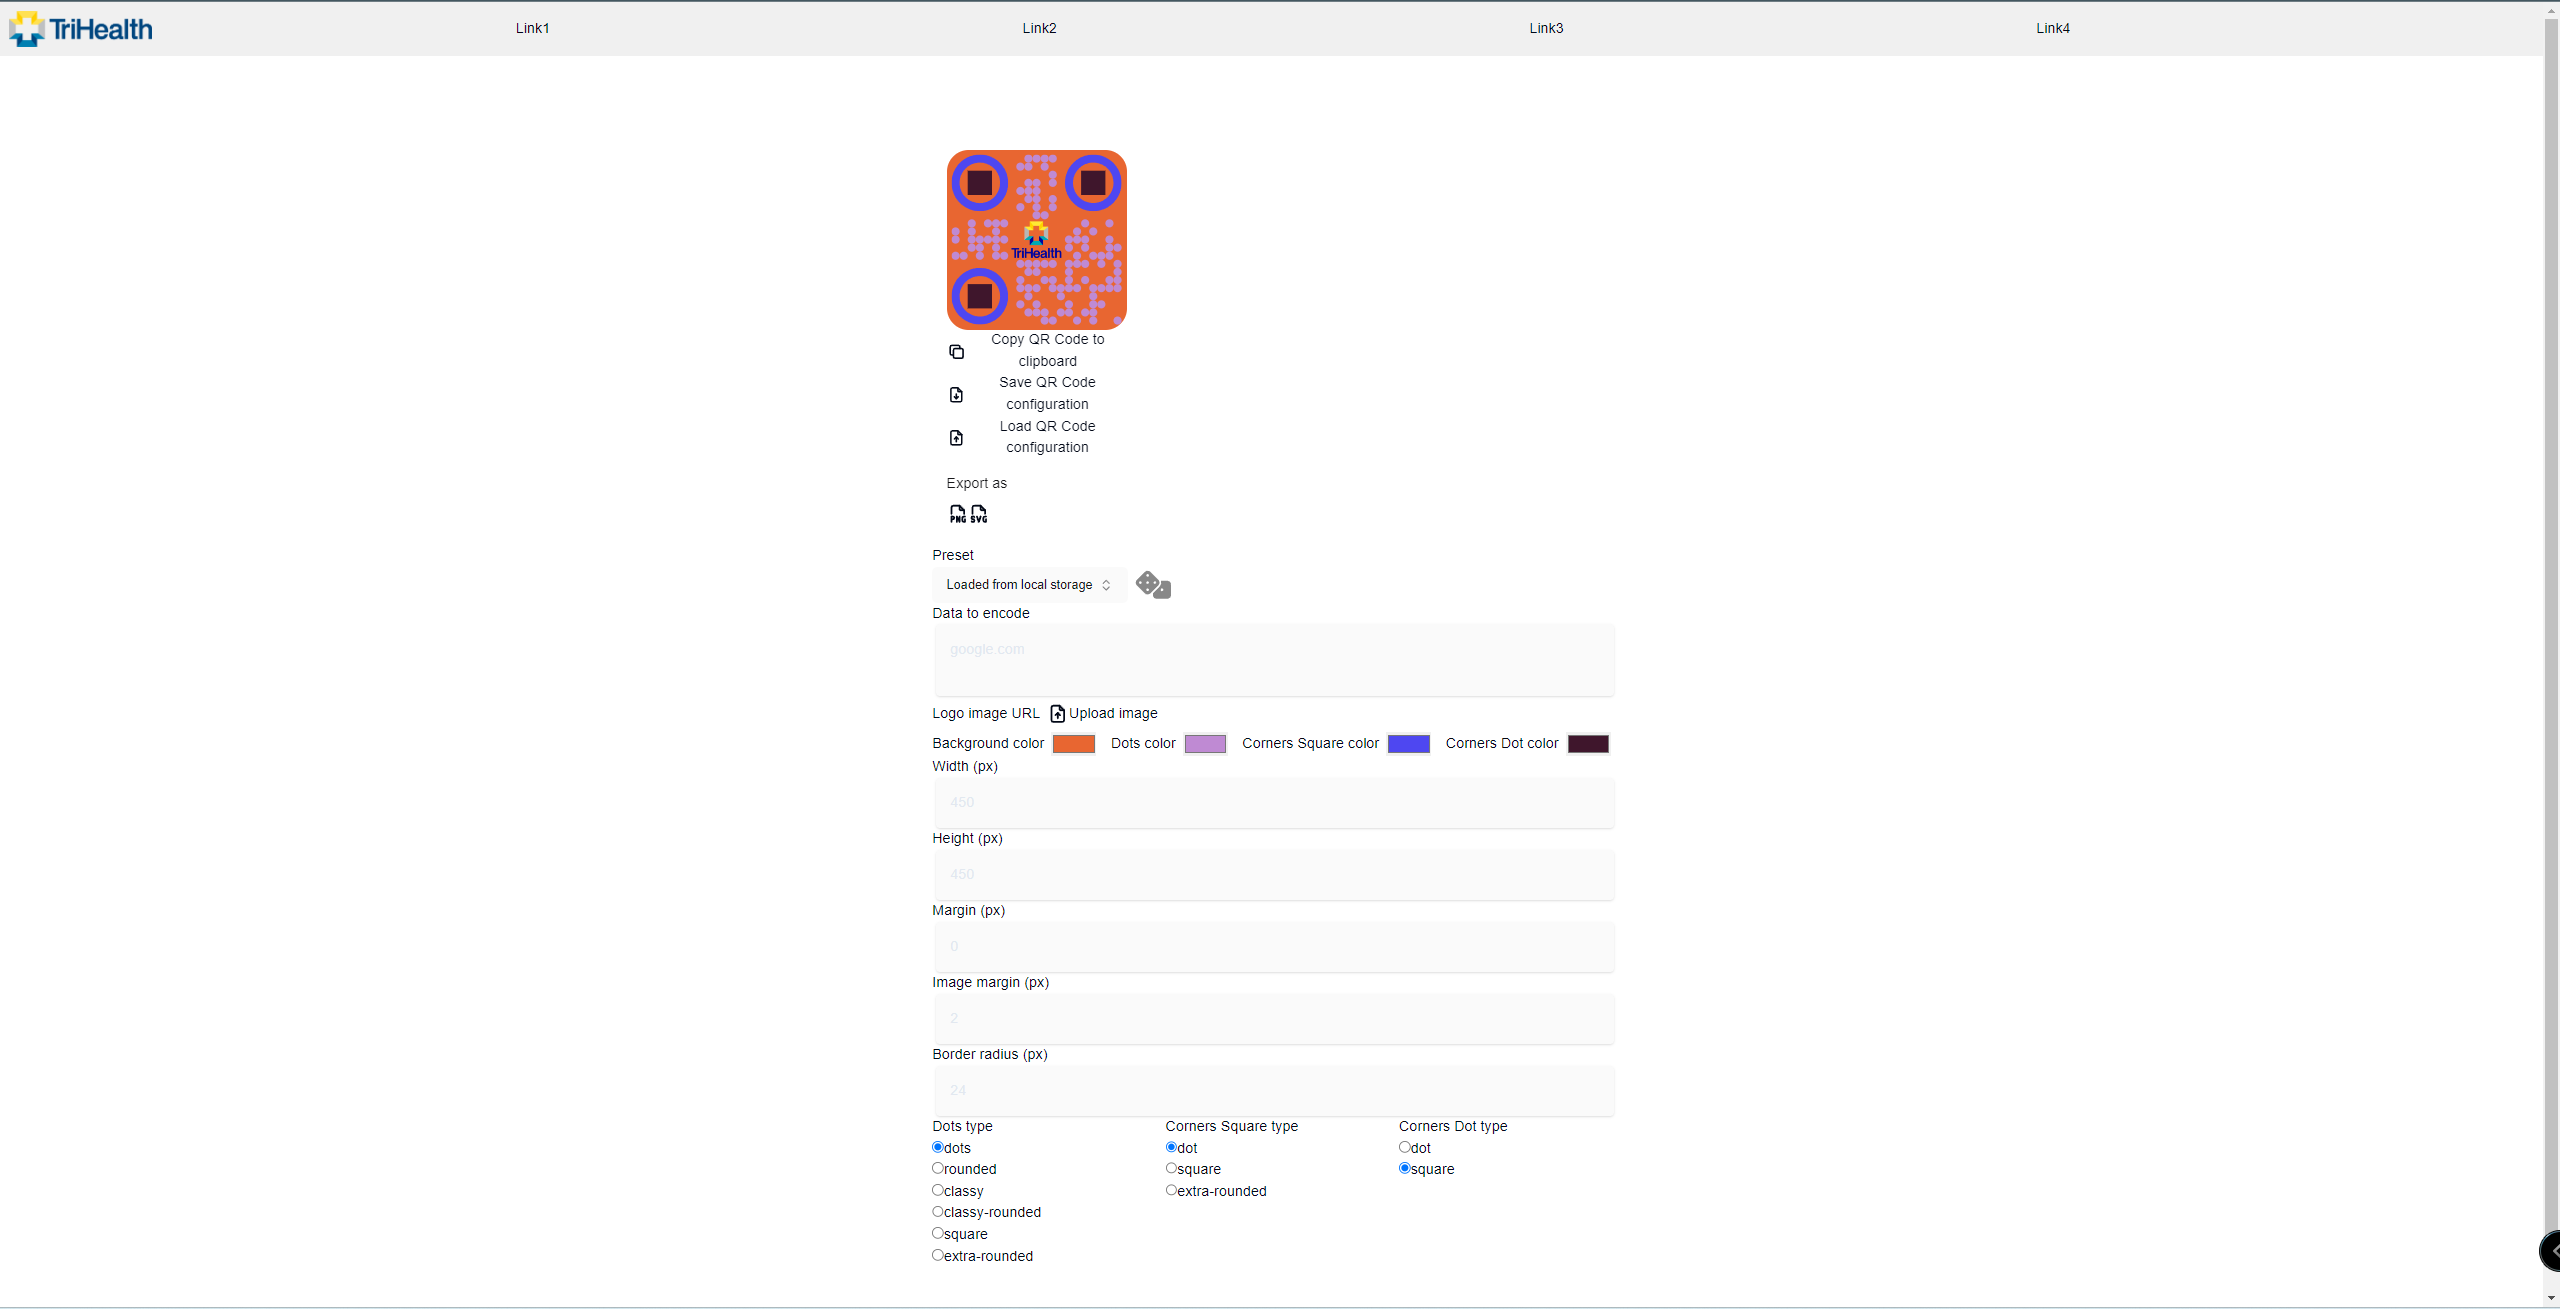 TriHealth
Link1
Link2
Link3
Link4
TriHealth
Copy QR Code to
clipboard
Save QR Code
configuration
Load QR Code
configuration
Export as
PNG SVG
Preset
Loaded from local storage
Data to encode
google.com
Logo image URL Upload image
Background color Dots color Corners Square color Corners Dot color
Width (px)
450
Height (px)
450
Margin (px)
0
Image margin (px)
2
Border radius (px)
24
Dots type Corners Square type Corners Dot type
dots dot dot
rounded square square
classy extra-rounded
classy-rounded
square
extra-rounded